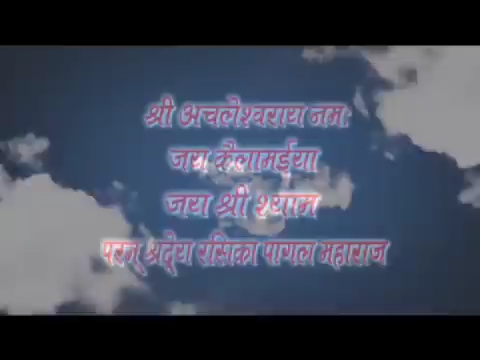 श्री अचलेश्वराय नमः
जय कैलामईया
जय श्री श्याम
परम् श्रद्धेय रसिका पागल महाराज